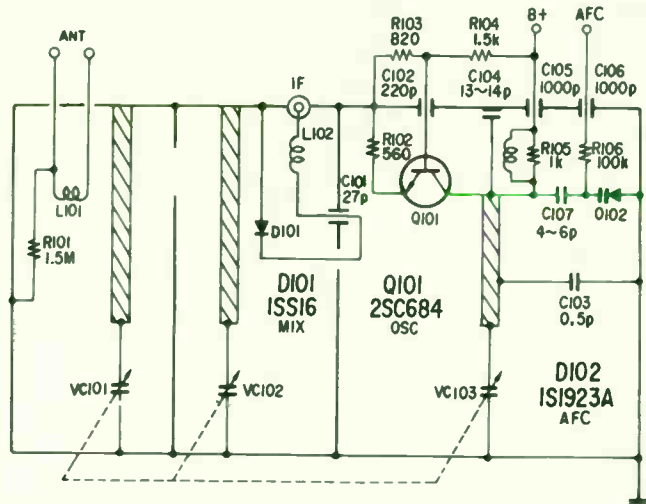 ANT
L101
R101
1.5M
VC101
VC102
IF
L102
C101
27p
D101
D101
1SS16
MIX
R103
820
R104
1.5k
C102
220p
C104
13~14p
R102
560
Q101
Q101
2SC684
OSC
VC103
B+
AFC
C105
1000p
C106
1000p
R105
1k
R106
100k
C107
4~6p
D102
C103
0.5p
D102
1S1923A
AFC